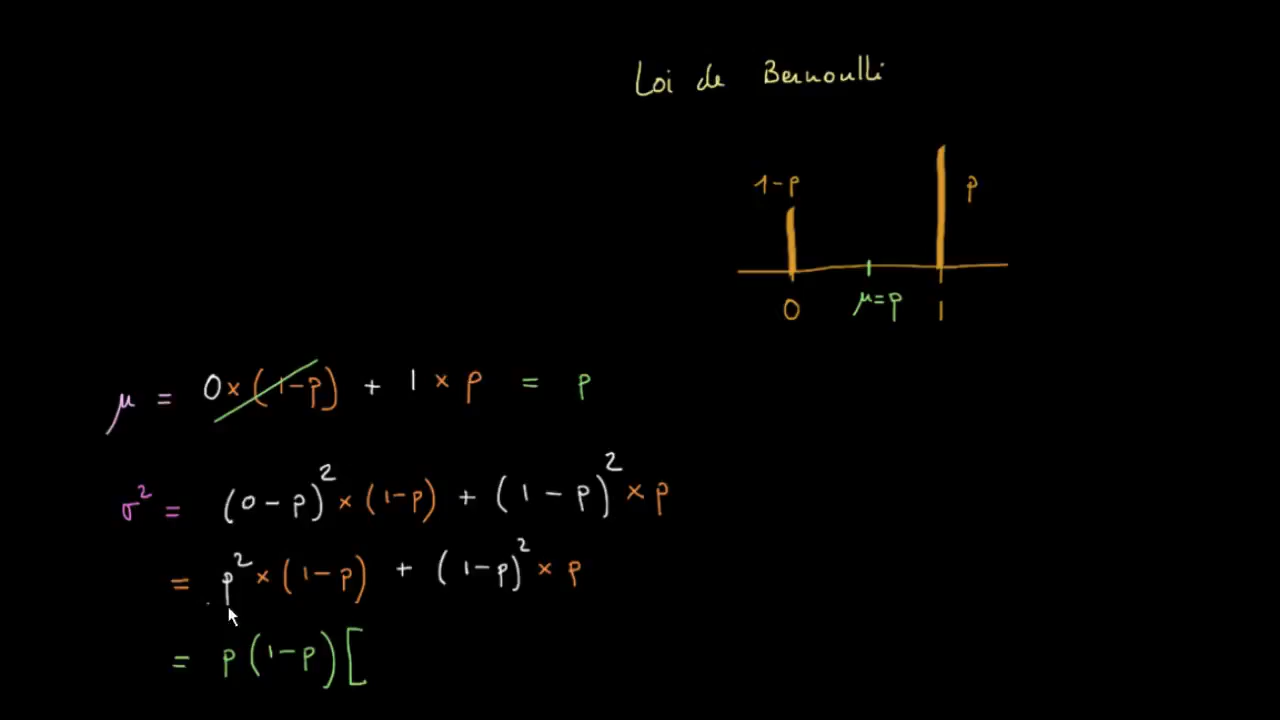 Loi de Bernoulli
1-p
p
0
μ=p
1
μ = 0×(1-p) + 1 × p = p
σ² = (0-p)² × (1-p) + (1-p)² × p
= p² × (1-p) + (1-p)² × p
= p(1-p)[